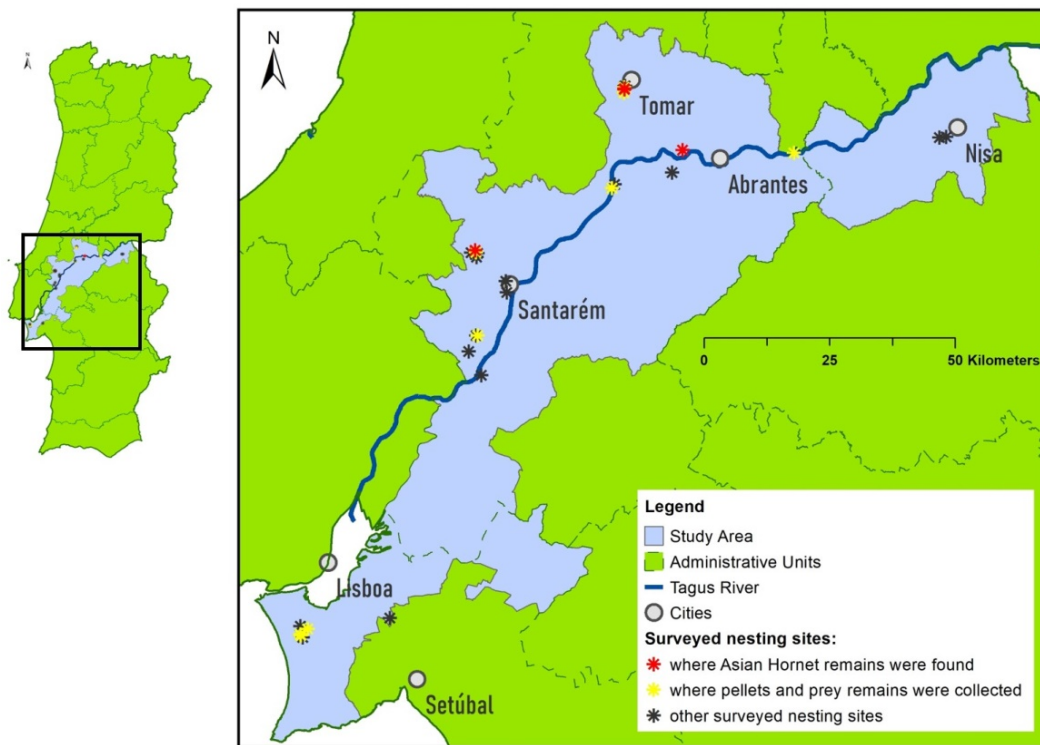 N
N
Tomar
Nisa
Abrantes
Santarém
0 25 50 Kilometers
Lisboa
Setúbal
Legend
Study Area
Administrative Units
Tagus River
Cities
Surveyed nesting sites:
where Asian Hornet remains were found
where pellets and prey remains were collected
other surveyed nesting sites